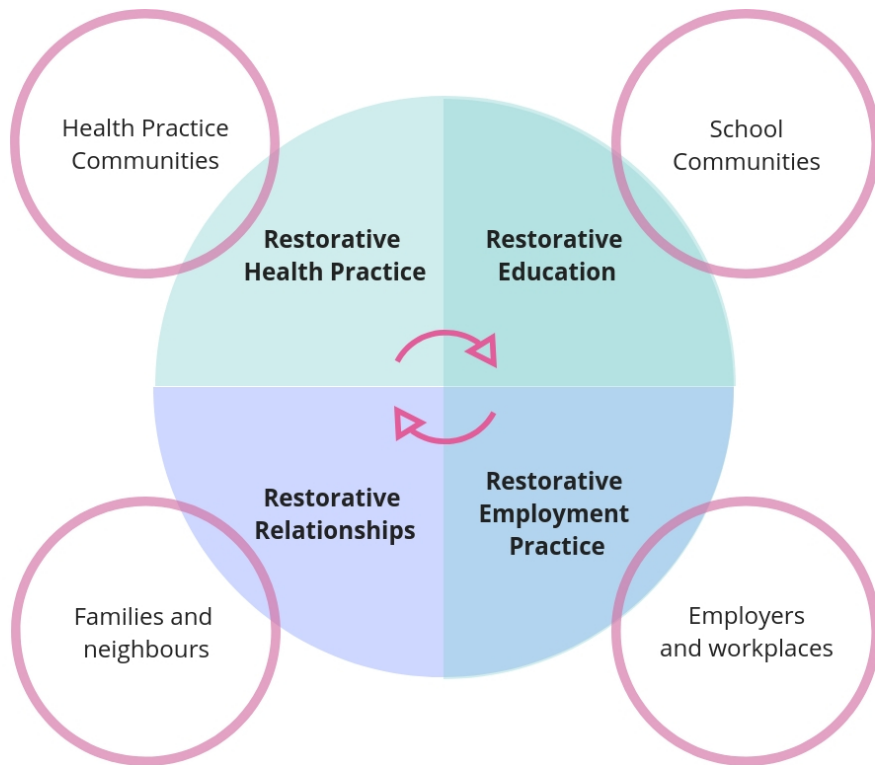 Health Practice
Communities
School
Communities
Restorative
Health Practice
Restorative
Education
Restorative
Relationships
Restorative
Employment
Practice
Families and
neighbours
Employers
and workplaces